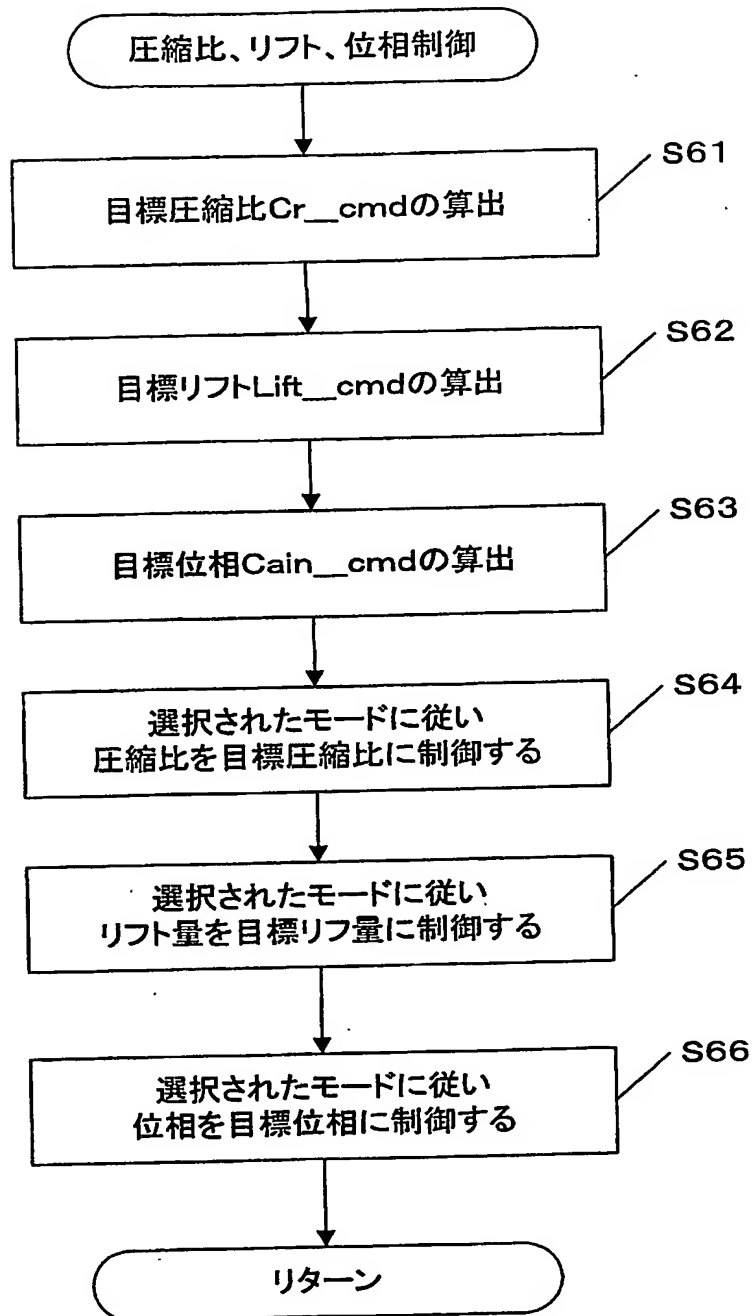 圧縮比、リフト、位相制御
S61
目標圧縮比Cr__cmdの算出
S62
目標リフトLift__cmdの算出
S63
目標位相Cain__cmdの算出
S64
選択されたモードに従い
圧縮比を目標圧縮比に制御する
S65
選択されたモードに従い
リフト量を目標リフ量に制御する
S66
選択されたモードに従い
位相を目標位相に制御する
リターン